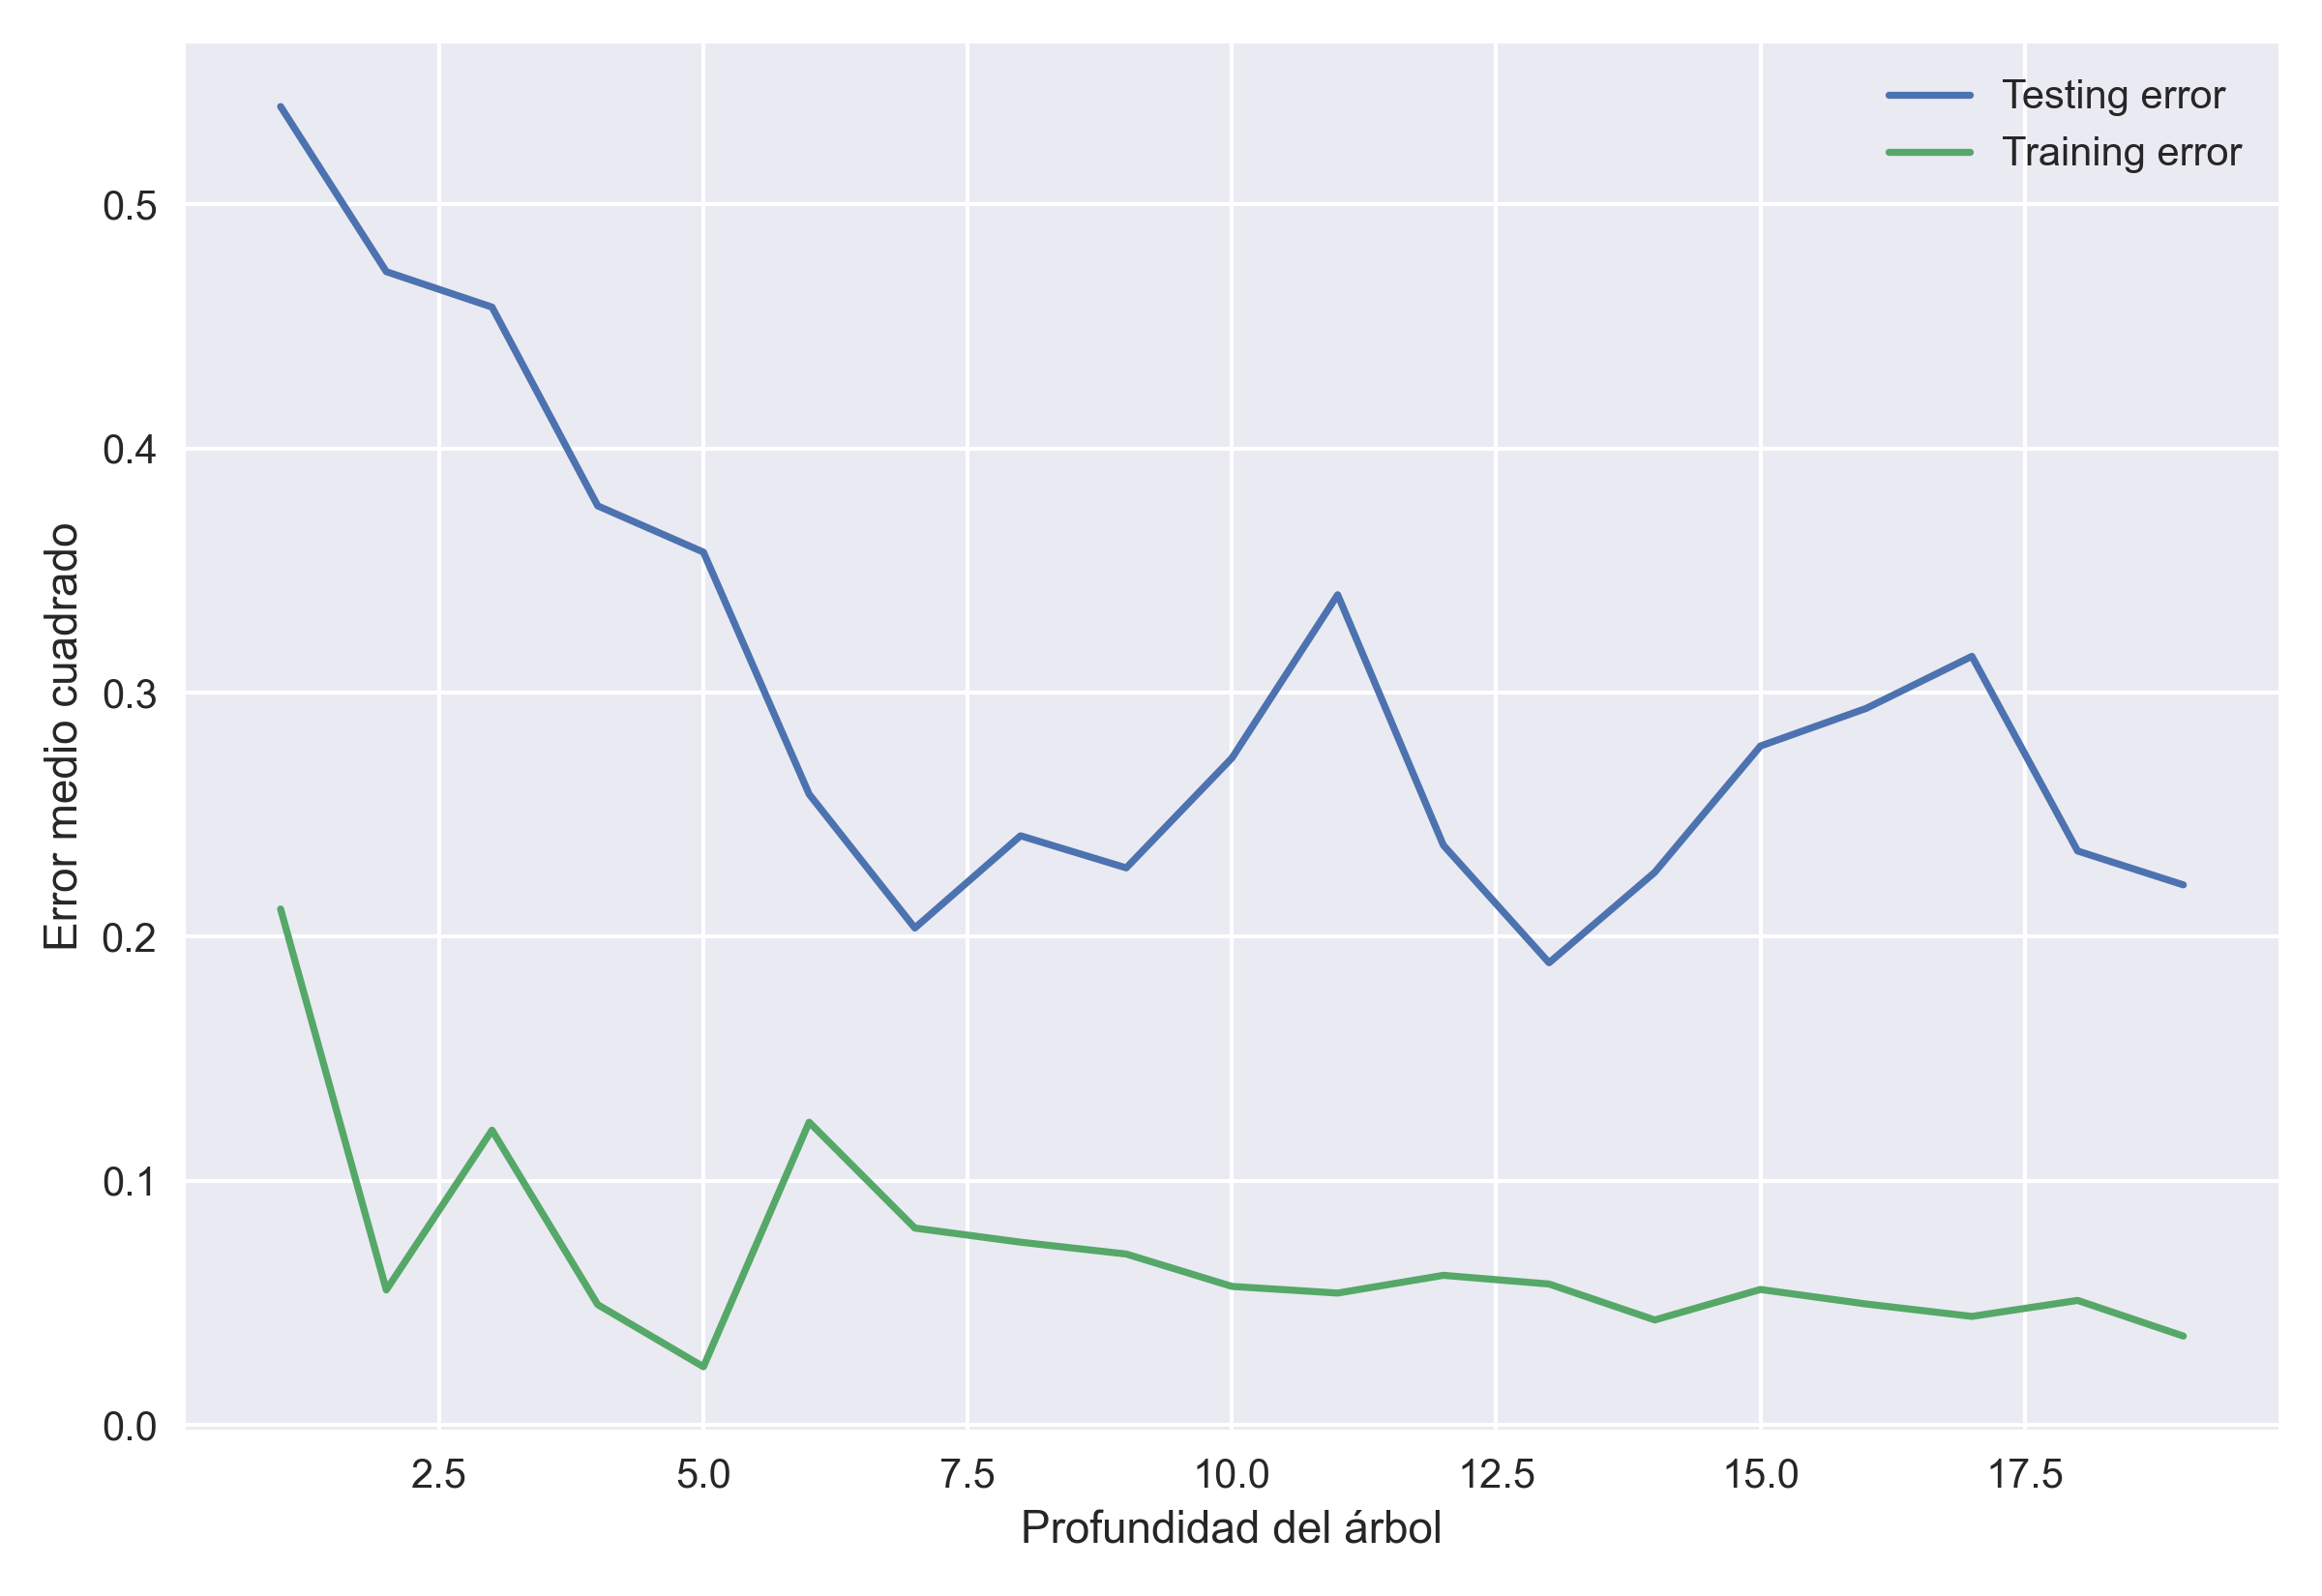 Testing error
Training error
0.5
0.4
0.3
0.2
0.1
0.0
Error medio cuadrado
2.5 5.0 7.5 10.0 12.5 15.0 17.5
Profundidad del árbol